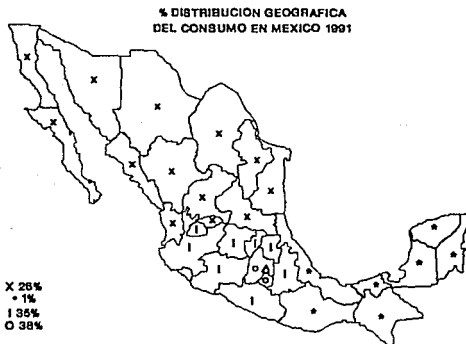 % DISTRIBUCION GEOGRAFICA
DEL CONSUMO EN MEXICO 1991
X 26%
* 1%
I 35%
O 38%